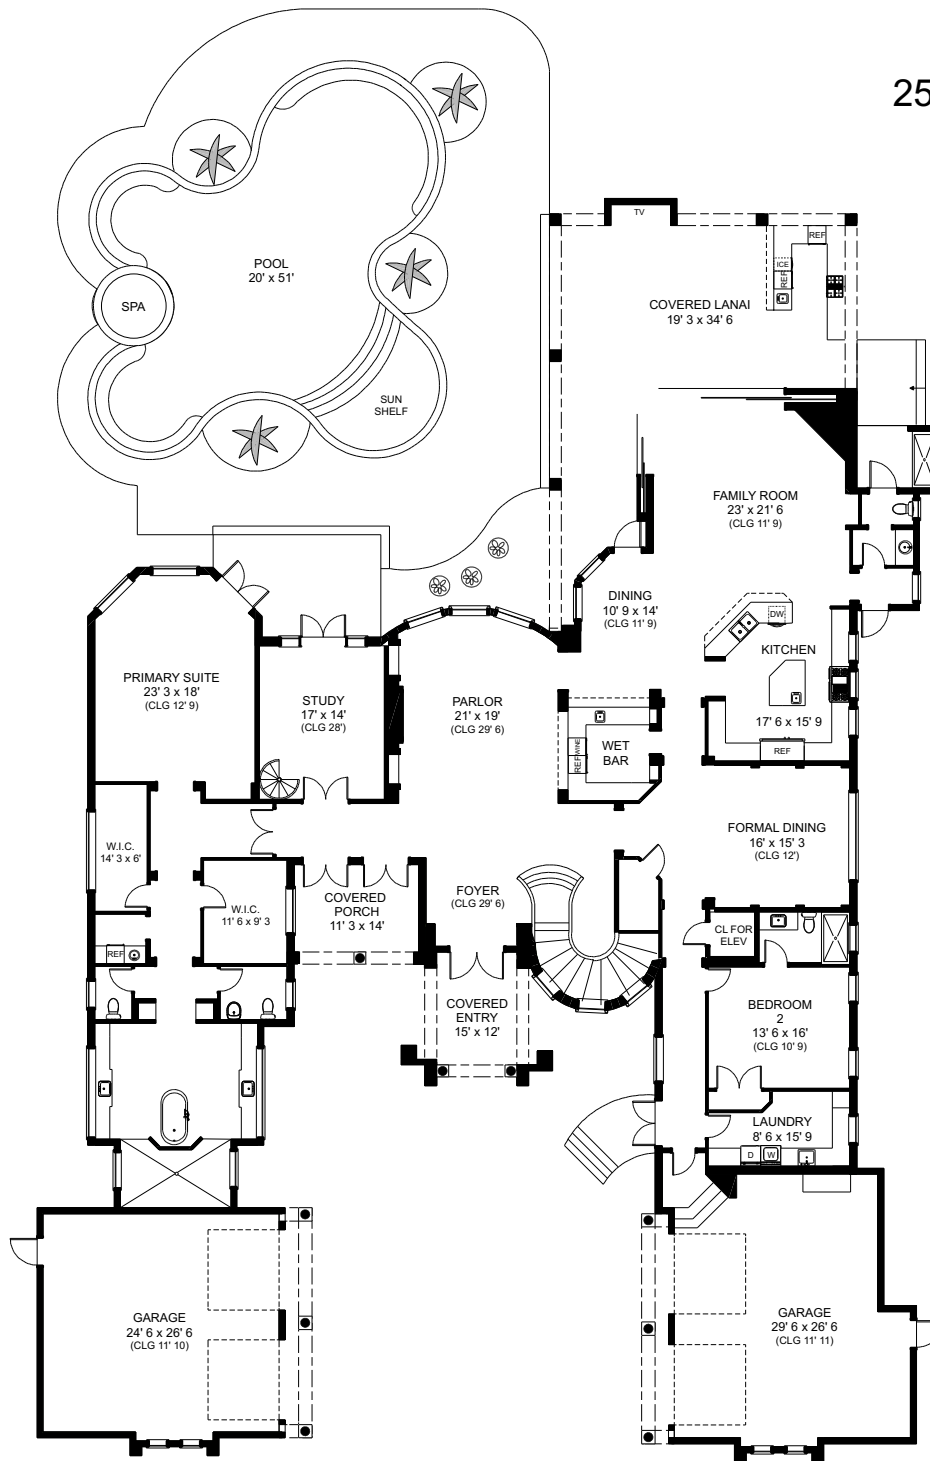 25
POOL
20' x 51'
SPA
SUN
SHELF
TV
REF
ICE
REF
COVERED LANAI
19' 3 x 34' 6
FAMILY ROOM
23' x 21' 6
(CLG 11' 9)
DINING
10' 9 x 14'
(CLG 11' 9)
DW
KITCHEN
17' 6 x 15' 9
REF
PRIMARY SUITE
23' 3 x 18'
(CLG 12' 9)
STUDY
17' x 14'
(CLG 28')
PARLOR
21' x 19'
(CLG 29' 6)
WET
BAR
WINE
REF
FORMAL DINING
16' x 15' 3
(CLG 12')
W.I.C.
14' 3 x 6'
W.I.C.
11' 6 x 9' 3
REF
COVERED
PORCH
11' 3 x 14'
FOYER
(CLG 29' 6)
CL FOR
ELEV
COVERED
ENTRY
15' x 12'
BEDROOM
2
13' 6 x 16'
(CLG 10' 9)
LAUNDRY
8' 6 x 15' 9
D
W
GARAGE
24' 6 x 26' 6
(CLG 11' 10)
GARAGE
29' 6 x 26' 6
(CLG 11' 11)